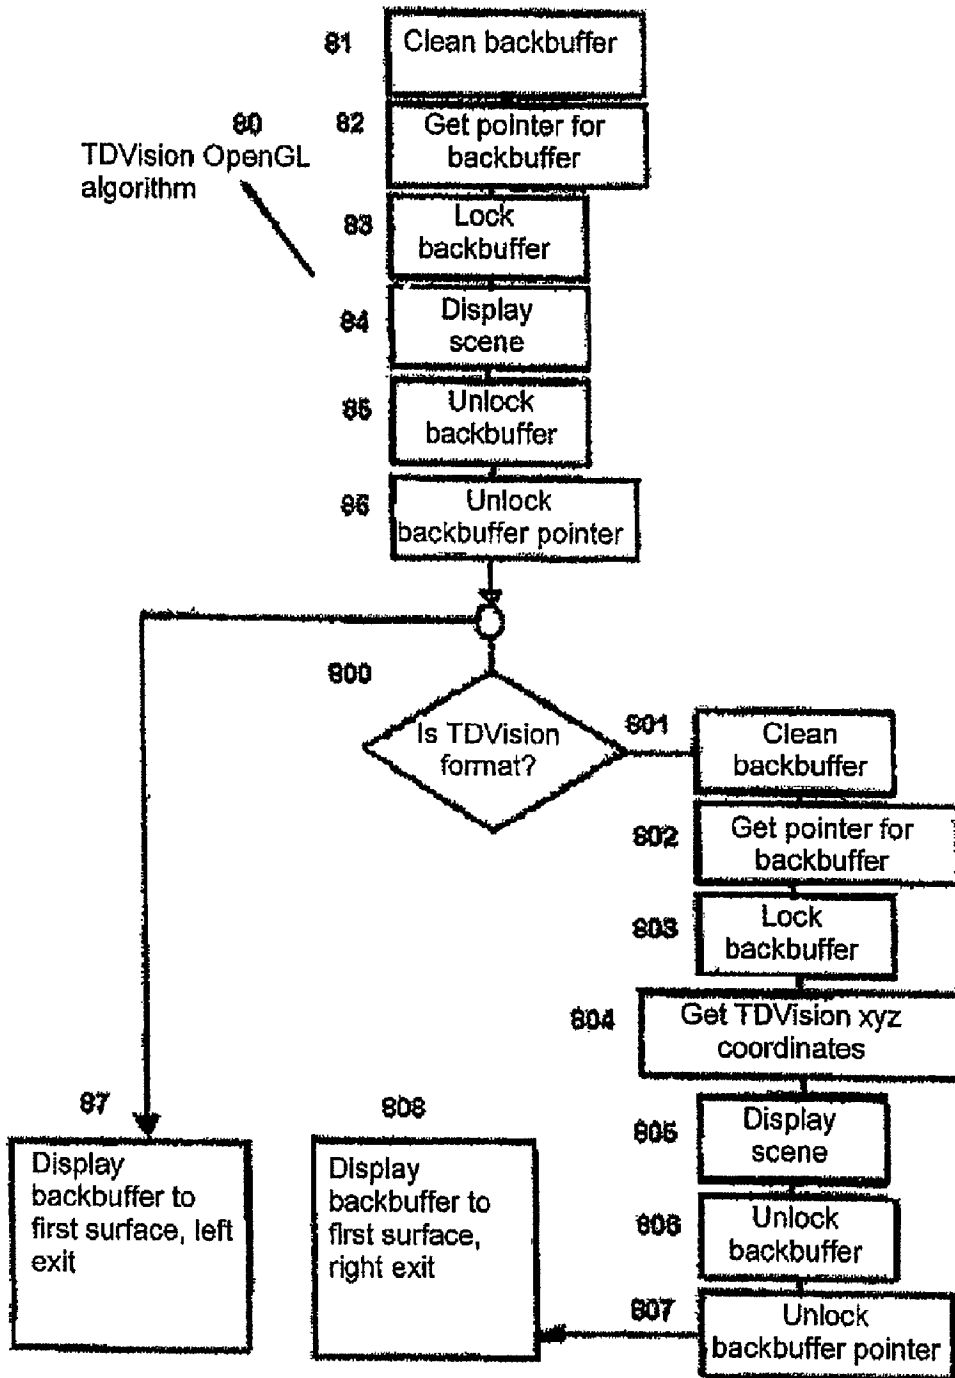 81
Clean backbuffer
80
TDVision OpenGL
algorithm
82
Get pointer for
backbuffer
83
Lock
backbuffer
84
Display
scene
85
Unlock
backbuffer
86
Unlock
backbuffer pointer
800
Is TDVision
format?
801
Clean
backbuffer
802
Get pointer for
backbuffer
803
Lock
backbuffer
804
Get TDVision xyz
coordinates
805
Display
scene
806
Unlock
backbuffer
807
Unlock
backbuffer pointer
87
Display
backbuffer to
first surface, left
exit
808
Display
backbuffer to
first surface,
right exit